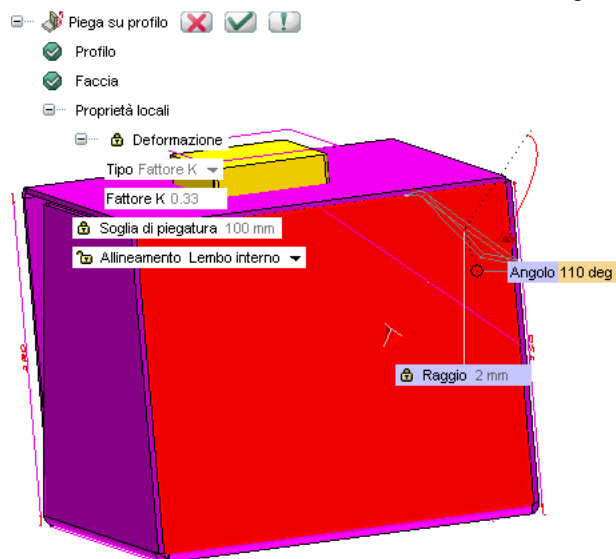 Piega su profilo
Profilo
Faccia
Proprietà locali
Deformazione
Tipo Fattore K
Fattore K 0.33
Soglia di piegatura 100 mm
Allineamento Lembo interno
Angolo 110 deg
Raggio 2 mm